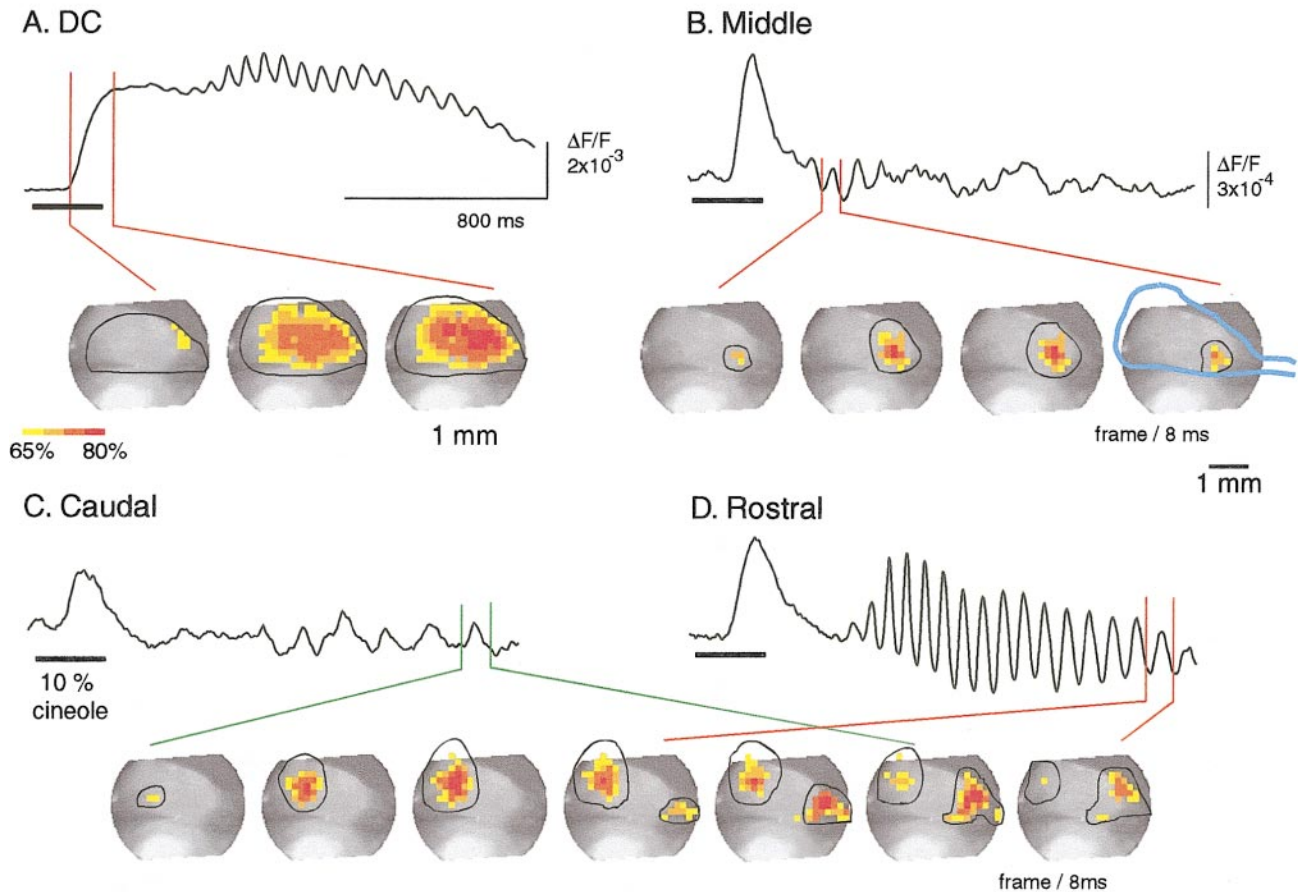 A. DC
ΔF/F
2x10⁻³
800 ms
65% 80%
1 mm
B. Middle
ΔF/F
3x10⁻⁴
frame / 8 ms
1 mm
C. Caudal
10 %
cineole
D. Rostral
frame / 8ms